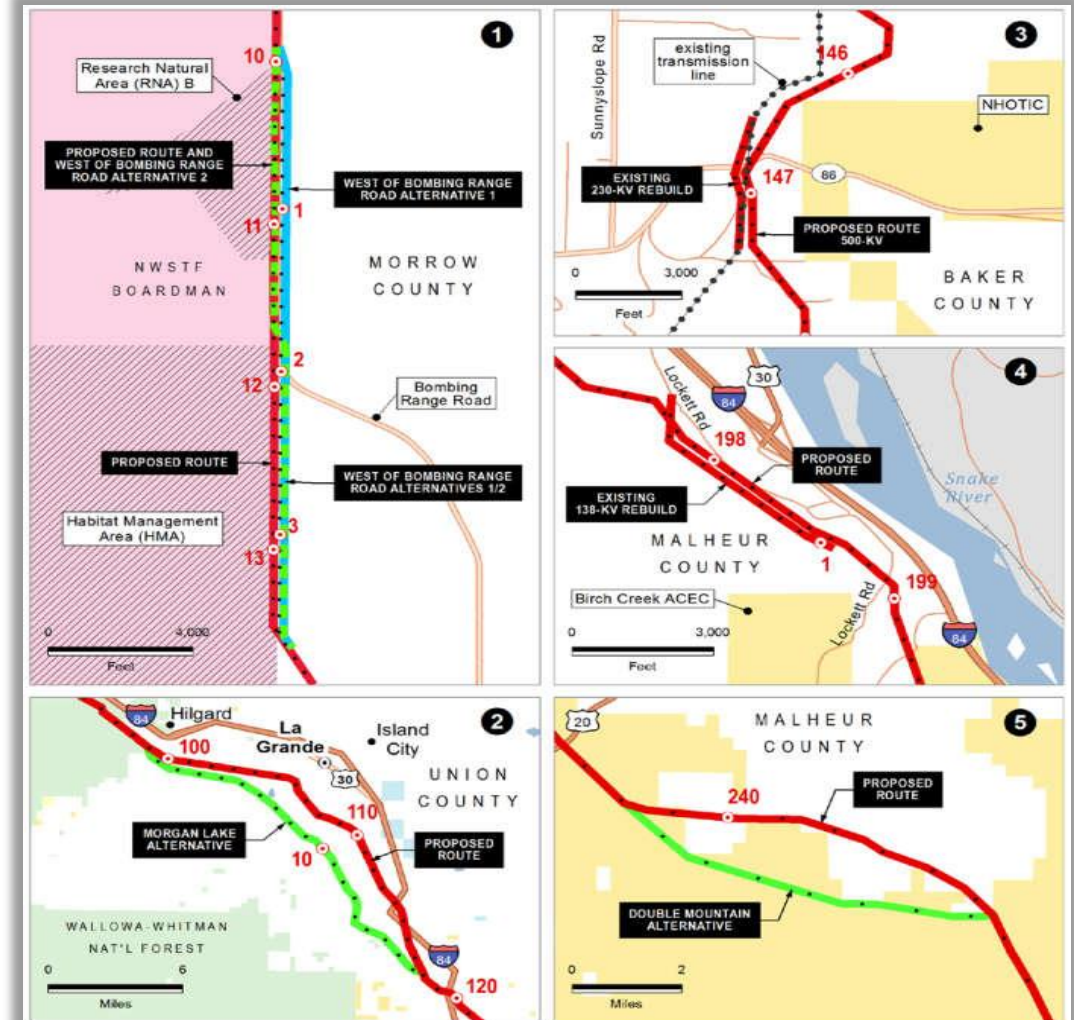 1
10
Research Natural
Area (RNA) B
PROPOSED ROUTE AND
WEST OF BOMBING RANGE
ROAD ALTERNATIVE 2
WEST OF BOMBING RANGE
ROAD ALTERNATIVE 1
1
11
NWSTF
BOARDMAN
MORROW
COUNTY
2
12
Bombing
Range Road
PROPOSED ROUTE
WEST OF BOMBING RANGE
ROAD ALTERNATIVES 1/2
Habitat Management
Area (HMA)
3
13
0 4,000
Feet
2
84
Hilgard
La
Grande
Island
City
100
30
UNION
COUNTY
110
MORGAN LAKE
ALTERNATIVE
10
PROPOSED
ROUTE
WALLOWA-WHITMAN
NAT'L FOREST
84
0 6
Miles
120
3
Sunnyslope Rd
existing
transmission
line
146
NHOTIC
EXISTING
230-KV REBUILD
147
86
PROPOSED ROUTE
500-KV
0 3,000
Feet
BAKER
COUNTY
4
30
84
Lockett Rd
198
PROPOSED
ROUTE
Snake
River
EXISTING
138-KV REBUILD
MALHEUR
COUNTY
1
199
Birch Creek ACEC
Lockett Rd
84
0 3,000
Feet
5
20
MALHEUR
COUNTY
PROPOSED
ROUTE
240
DOUBLE MOUNTAIN
ALTERNATIVE
0 2
Miles